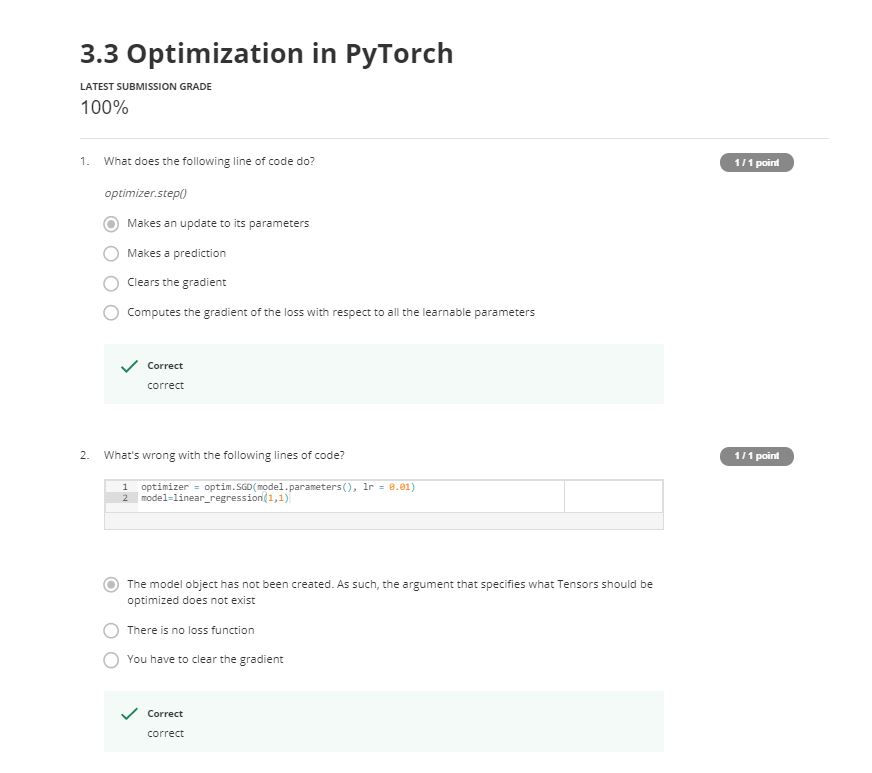 3.3 Optimization in PyTorch
LATEST SUBMISSION GRADE
100%
1. What does the following line of code do?
1 / 1 point
optimizer.step()
Makes an update to its parameters
Makes a prediction
Clears the gradient
Computes the gradient of the loss with respect to all the learnable parameters
Correct
correct
2. What's wrong with the following lines of code?
1 / 1 point
1 optimizer = optim.SGD(model.parameters(), lr = 0.01)
2 model=linear_regression(1,1)
The model object has not been created. As such, the argument that specifies what Tensors should be
optimized does not exist
There is no loss function
You have to clear the gradient
Correct
correct